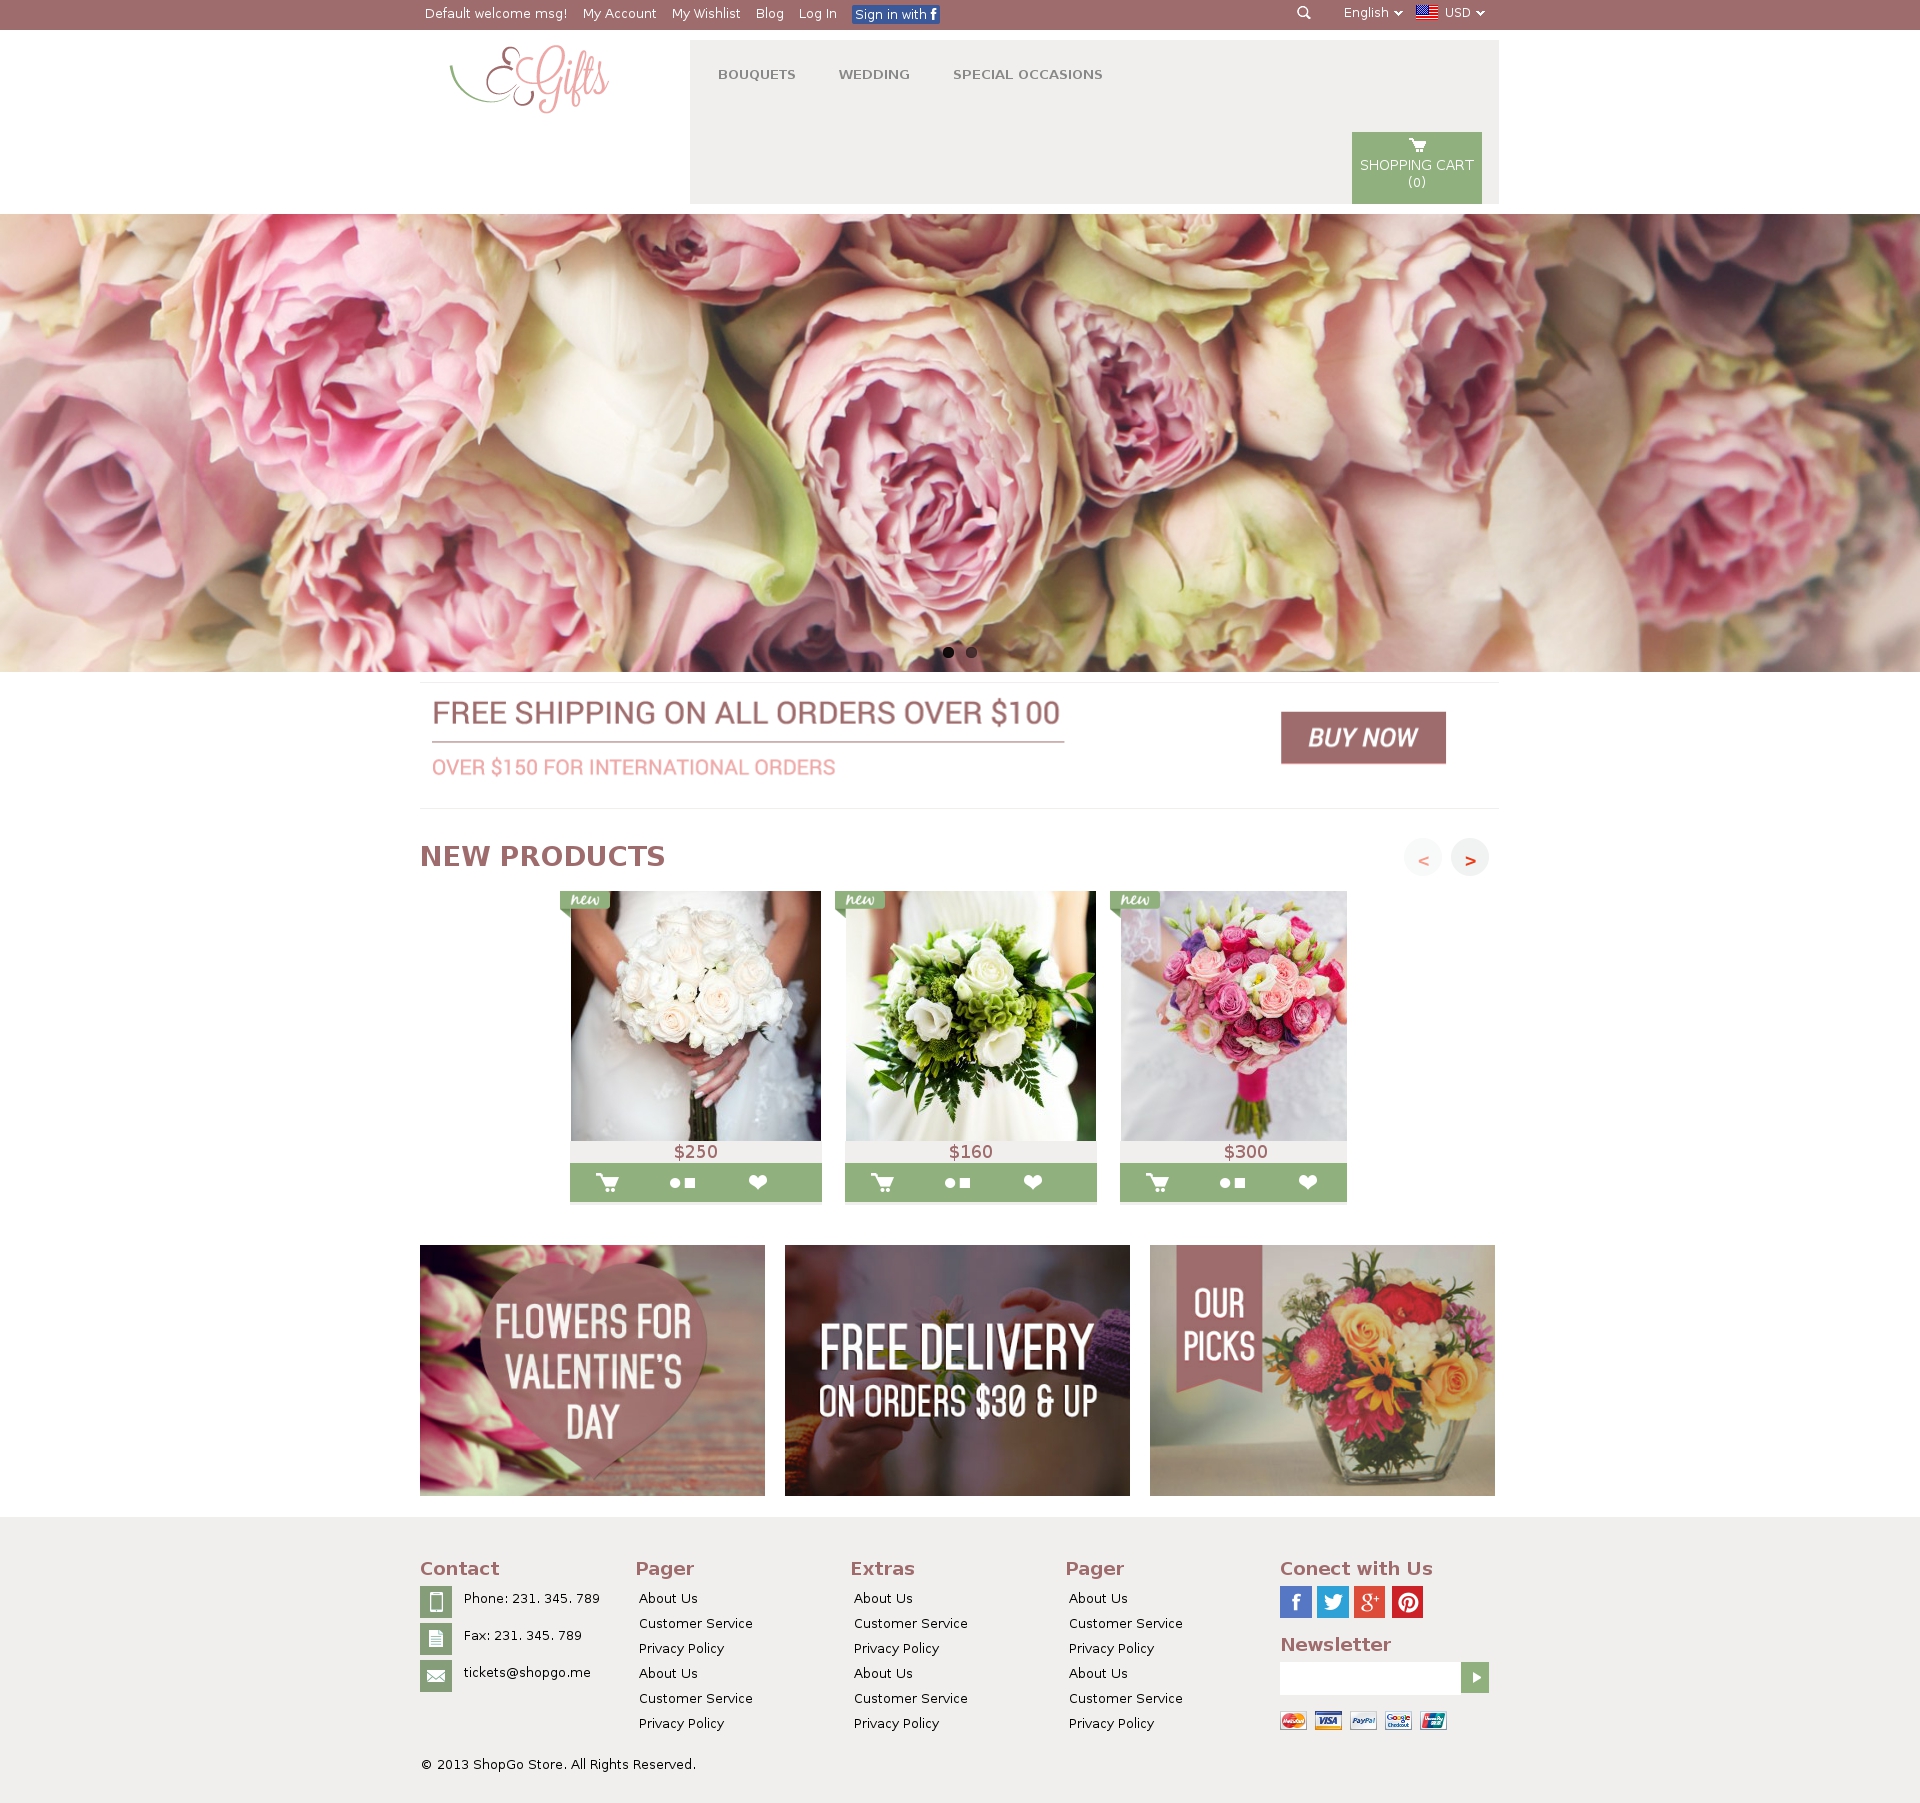 Default welcome msg! My Account My Wishlist Blog Log In Sign in with f English USD
E Gifts
BOUQUETS WEDDING SPECIAL OCCASIONS
SHOPPING CART
(0)
FREE SHIPPING ON ALL ORDERS OVER $100
OVER $150 FOR INTERNATIONAL ORDERS
BUY NOW
NEW PRODUCTS
< >
new new new
$250 $160 $300
FLOWERS FOR
VALENTINE'S
DAY
FREE DELIVERY
ON ORDERS $30 & UP
OUR
PICKS
Contact
Phone: 231. 345. 789
Fax: 231. 345. 789
tickets@shopgo.me
Pager
About Us
Customer Service
Privacy Policy
About Us
Customer Service
Privacy Policy
Extras
About Us
Customer Service
Privacy Policy
About Us
Customer Service
Privacy Policy
Pager
About Us
Customer Service
Privacy Policy
About Us
Customer Service
Privacy Policy
Conect with Us
f g+
Newsletter
MasterCard VISA PayPal Google Checkout
© 2013 ShopGo Store. All Rights Reserved.